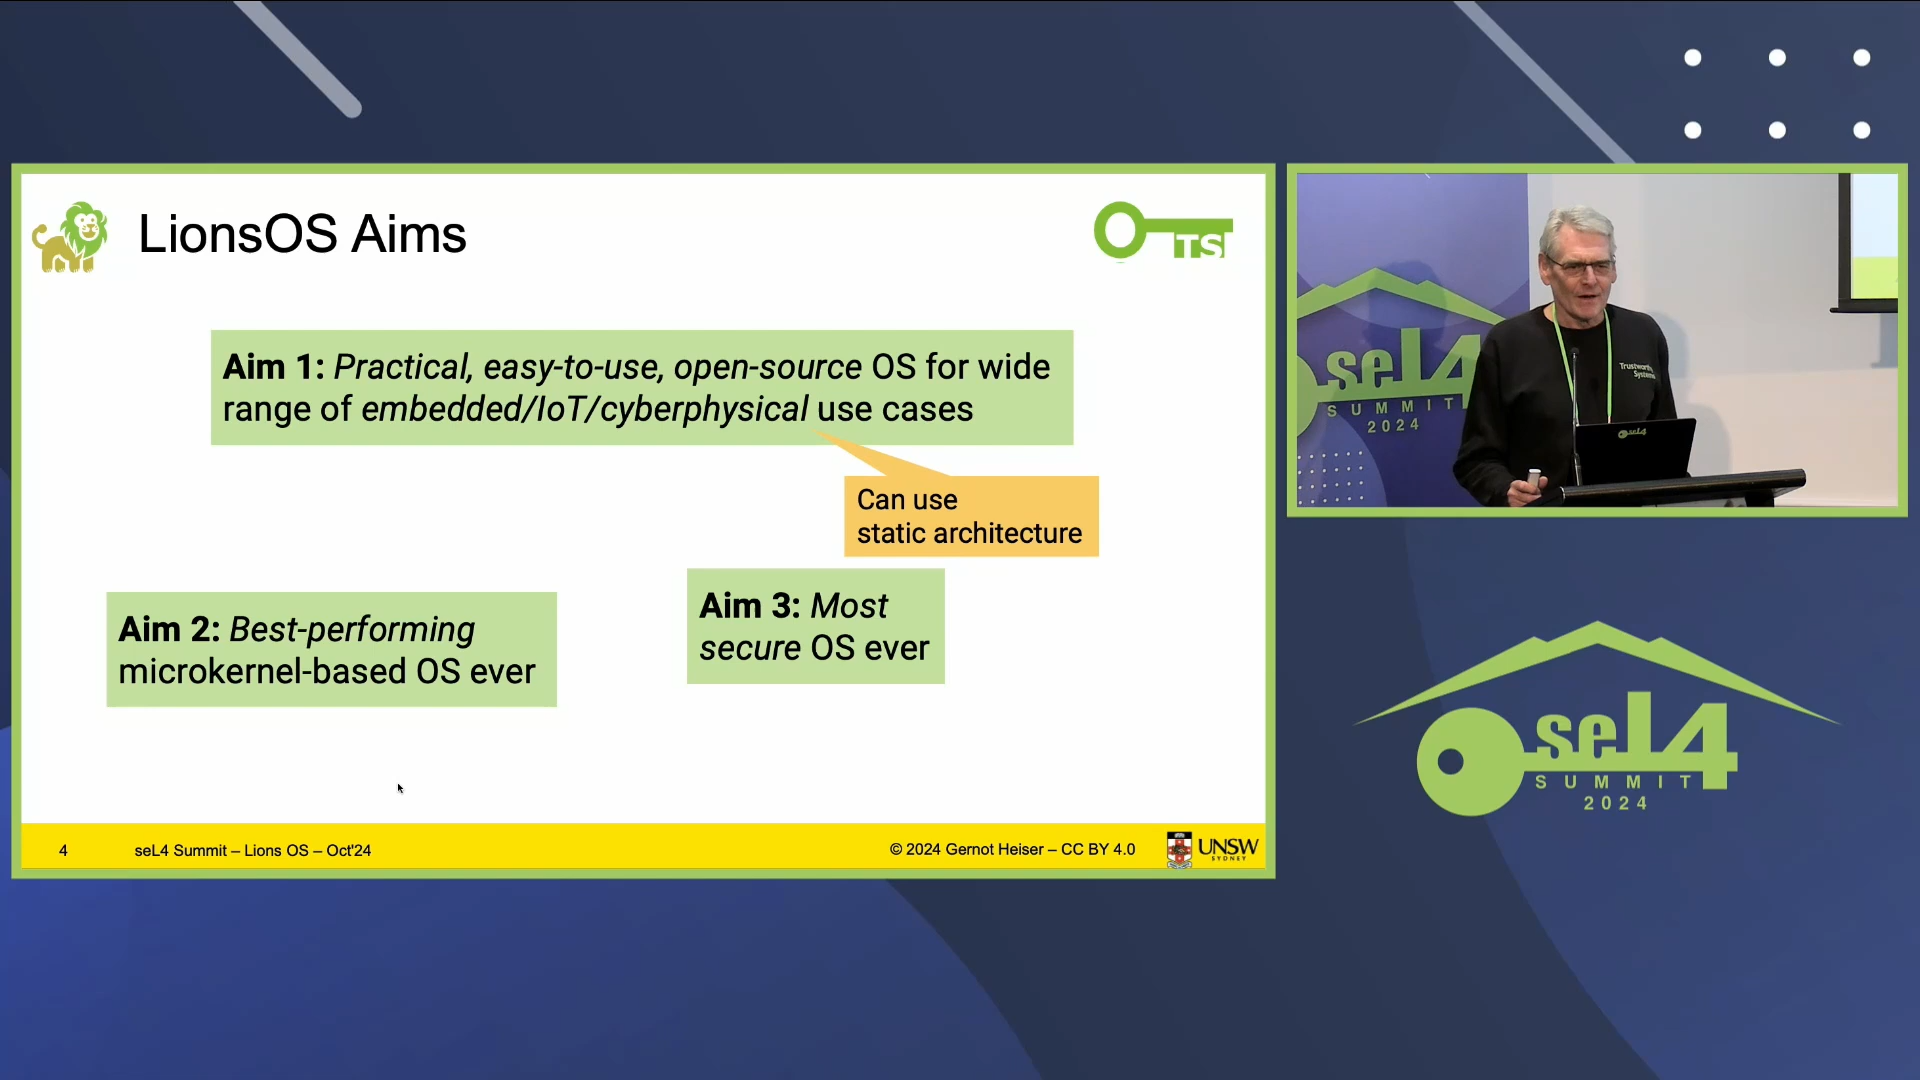 LionsOS Aims
TS
Aim 1: Practical, easy-to-use, open-source OS for wide
range of embedded/IoT/cyberphysical use cases
Can use
static architecture
Aim 2: Best-performing
microkernel-based OS ever
Aim 3: Most
secure OS ever
4
seL4 Summit – Lions OS – Oct'24
© 2024 Gernot Heiser – CC BY 4.0
UNSW
SYDNEY
seL4
SUMMIT
2024
Trustworthy
Systems
seL4
seL4
SUMMIT
2024